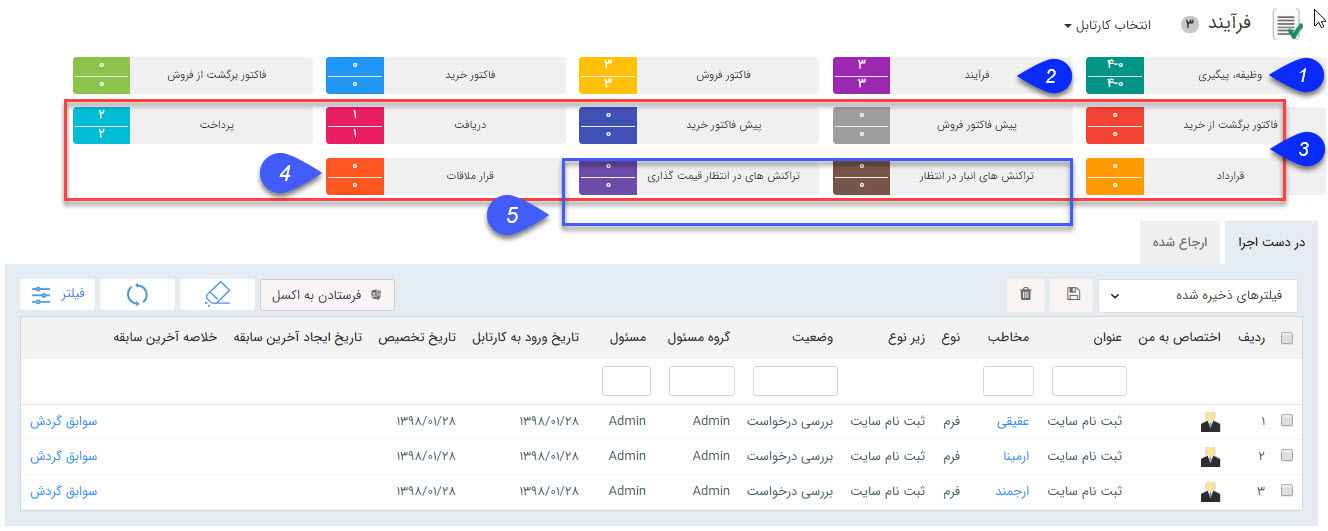 فرآیند ۳ انتخاب کارتابل
وظیفه، پیگیری ۴-۰ ۴-۰ 1
فرآیند ۳ ۳ 2
فاکتور فروش ۳ ۳
فاکتور خرید ۰ ۰
فاکتور برگشت از فروش ۰ ۰
فاکتور برگشت از خرید ۰ ۰ 3
پیش فاکتور فروش ۰ ۰
پیش فاکتور خرید ۰ ۰
دریافت ۱ ۱
پرداخت ۲ ۲
قرارداد ۰ ۰
تراکنش های انبار در انتظار ۰ ۰
تراکنش های در انتظار قیمت گذاری ۰ ۰
قرار ملاقات ۰ ۰ 4
5
در دست اجرا ارجاع شده
فیلترهای ذخیره شده فرستادن به اکسل فیلتر
ردیف اختصاص به من عنوان مخاطب نوع زیر نوع وضعیت گروه مسئول مسئول تاریخ ورود به کارتابل تاریخ تخصیص تاریخ ایجاد آخرین سابقه خلاصه آخرین سابقه
۱ ثبت نام سایت عقیقی فرم ثبت نام سایت بررسی درخواست Admin Admin ۱۳۹۸/۰۱/۲۸ ۱۳۹۸/۰۱/۲۸ سوابق گردش
۲ ثبت نام سایت ارمینا فرم ثبت نام سایت بررسی درخواست Admin Admin ۱۳۹۸/۰۱/۲۸ ۱۳۹۸/۰۱/۲۸ سوابق گردش
۳ ثبت نام سایت ارجمند فرم ثبت نام سایت بررسی درخواست Admin Admin ۱۳۹۸/۰۱/۲۸ ۱۳۹۸/۰۱/۲۸ سوابق گردش